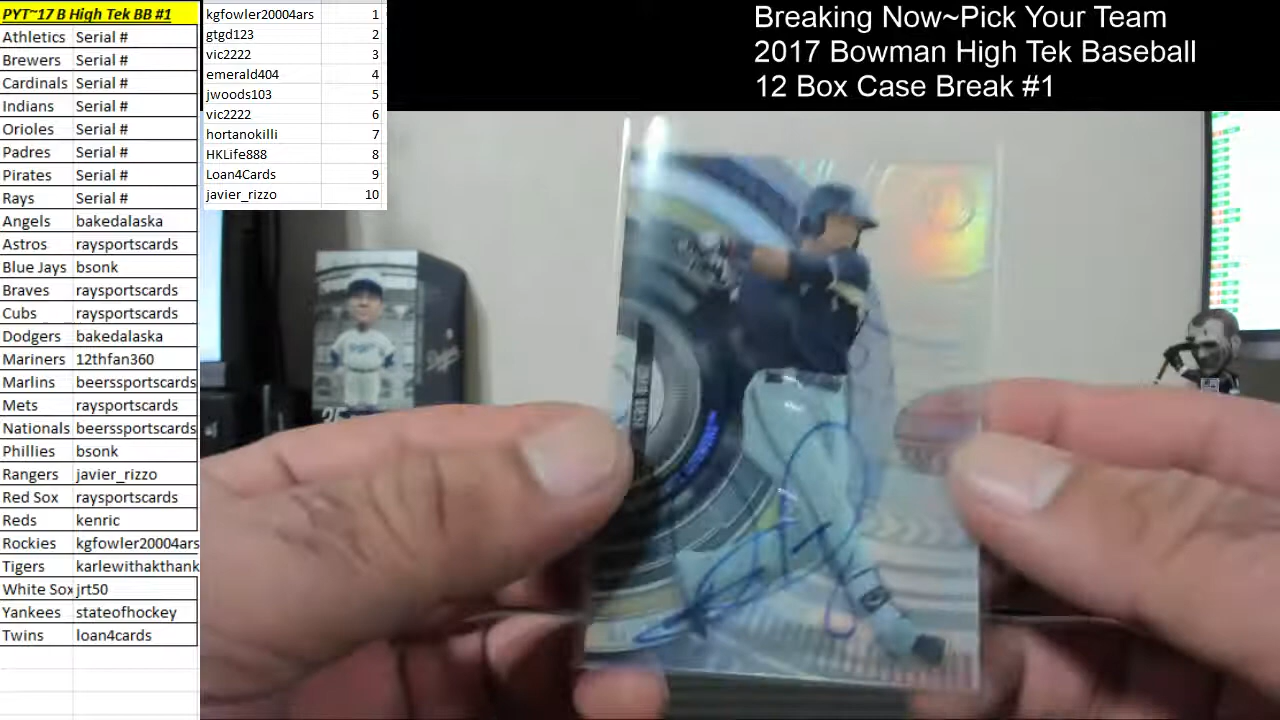 PYT~17 B High Tek BB #1
Athletics Serial #
Brewers Serial #
Cardinals Serial #
Indians Serial #
Orioles Serial #
Padres Serial #
Pirates Serial #
Rays Serial #
Angels bakedalaska
Astros raysportscards
Blue Jays bsonk
Braves raysportscards
Cubs raysportscards
Dodgers bakedalaska
Mariners 12thfan360
Marlins beerssportscards
Mets raysportscards
Nationals beerssportscards
Phillies bsonk
Rangers javier_rizzo
Red Sox raysportscards
Reds kenric
Rockies kgfowler20004ars
Tigers karlewithakthank
White Sox jrt50
Yankees stateofhockey
Twins loan4cards
kgfowler20004ars 1
gtgd123 2
vic2222 3
emerald404 4
jwoods103 5
vic2222 6
hortanokilli 7
HKLife888 8
Loan4Cards 9
javier_rizzo 10
Breaking Now~Pick Your Team
2017 Bowman High Tek Baseball
12 Box Case Break #1